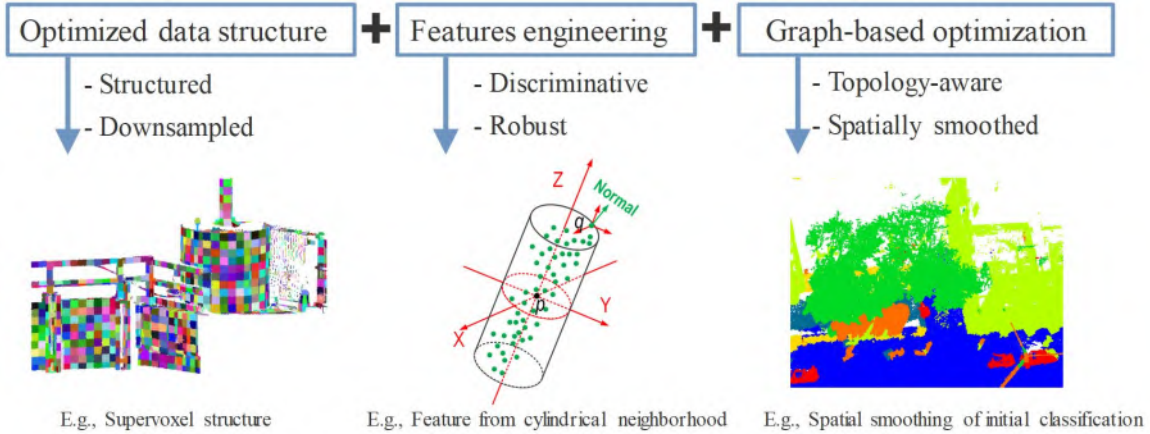 Optimized data structure + Features engineering + Graph-based optimization
- Structured
- Downsampled
- Discriminative
- Robust
- Topology-aware
- Spatially smoothed
Z
Normal
q
p
Y
X
E.g., Supervoxel structure
E.g., Feature from cylindrical neighborhood
E.g., Spatial smoothing of initial classification